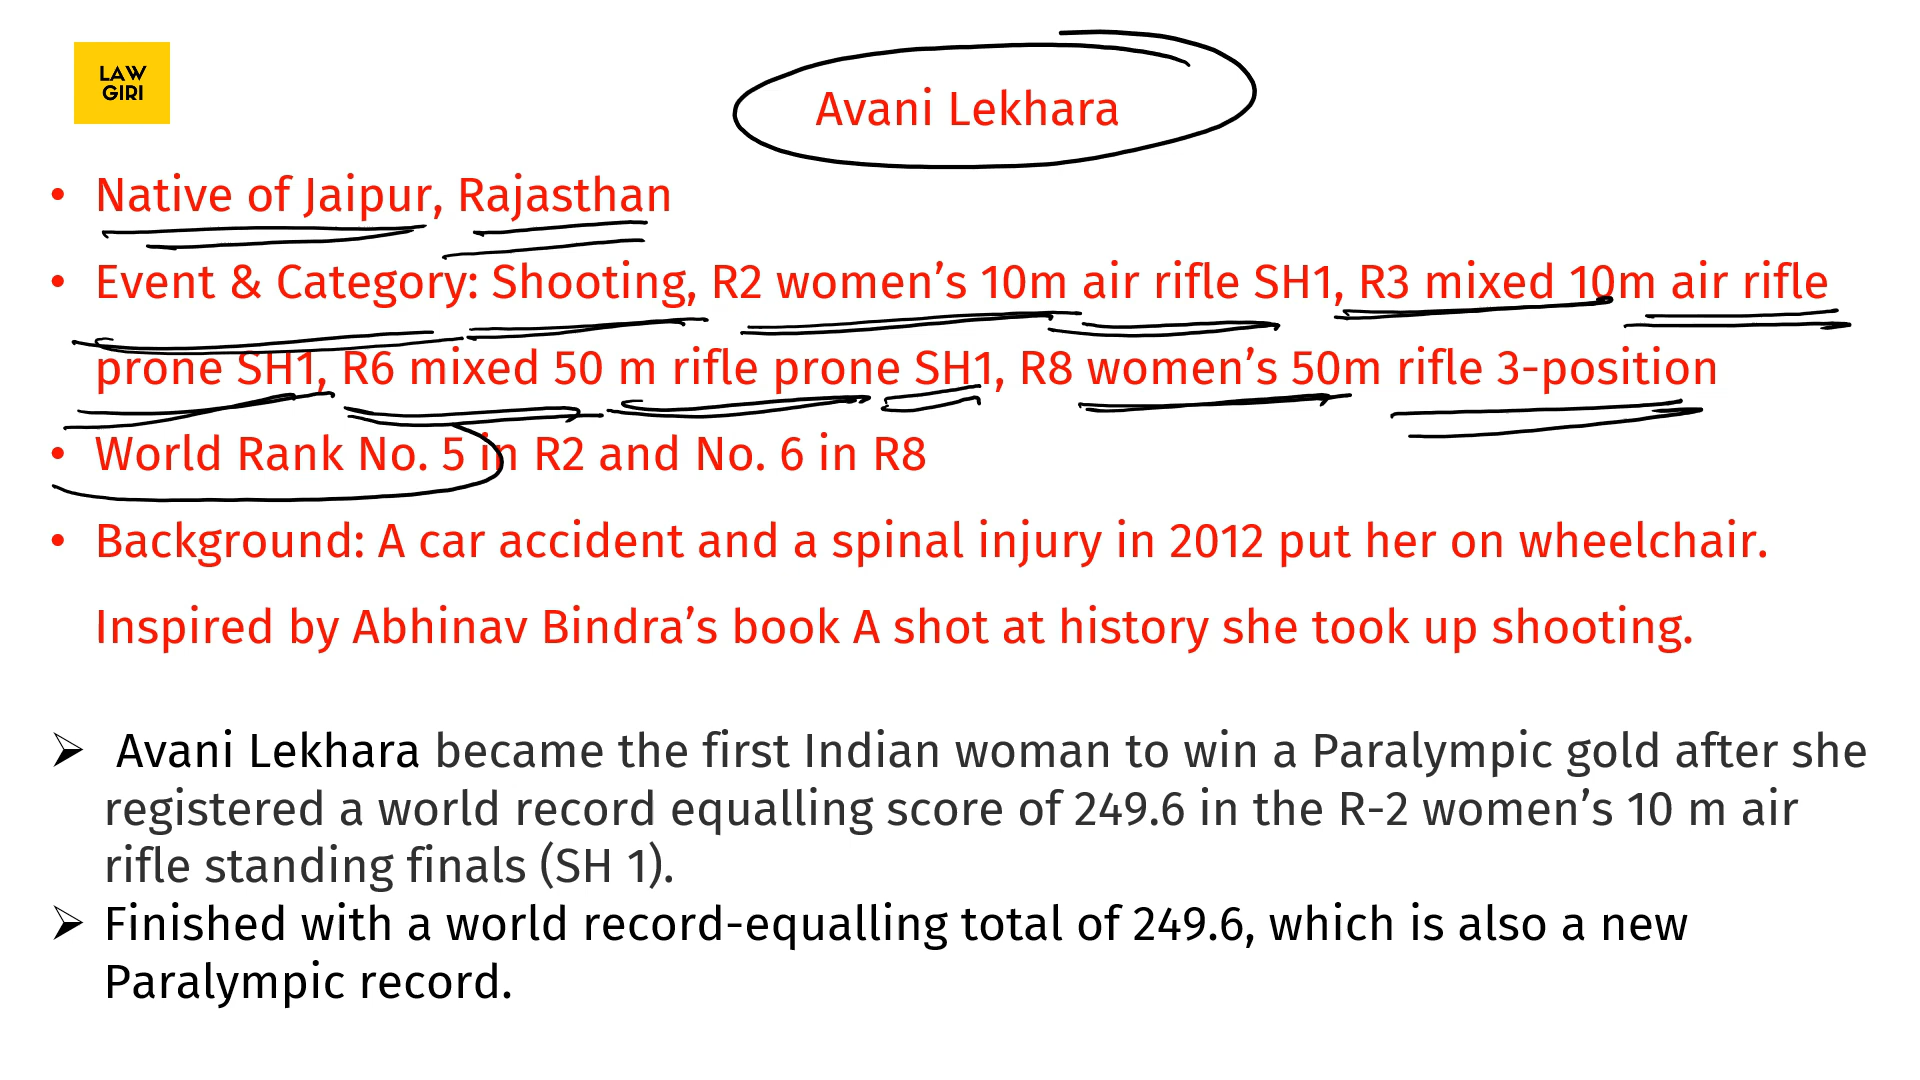 LAW
GIRI
Avani Lekhara
• Native of Jaipur, Rajasthan
• Event & Category: Shooting, R2 women’s 10m air rifle SH1, R3 mixed 10m air rifle
prone SH1, R6 mixed 50 m rifle prone SH1, R8 women’s 50m rifle 3-position
• World Rank No. 5 in R2 and No. 6 in R8
• Background: A car accident and a spinal injury in 2012 put her on wheelchair.
Inspired by Abhinav Bindra’s book A shot at history she took up shooting.
➢ Avani Lekhara became the first Indian woman to win a Paralympic gold after she
registered a world record equalling score of 249.6 in the R-2 women’s 10 m air
rifle standing finals (SH 1).
➢ Finished with a world record-equalling total of 249.6, which is also a new
Paralympic record.